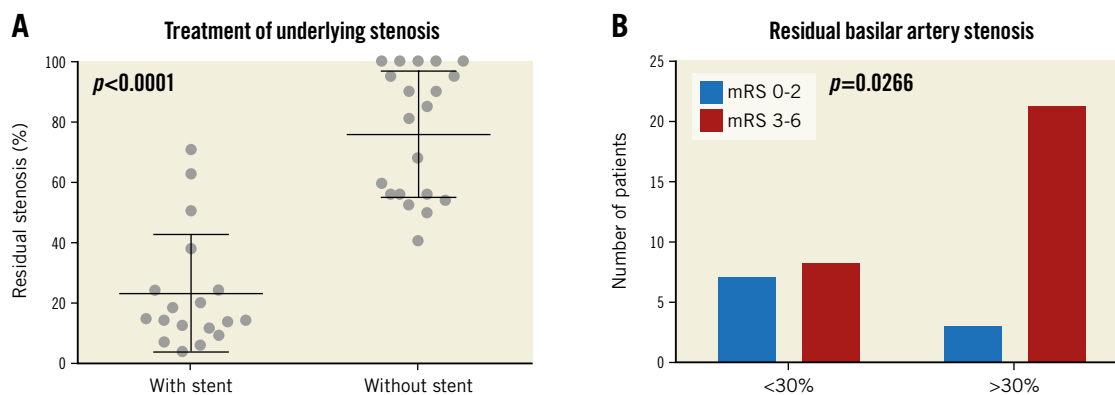 A
Treatment of underlying stenosis
p<0.0001
Residual stenosis (%)
100
80
60
40
20
0
With stent
Without stent
B
Residual basilar artery stenosis
mRS 0-2
mRS 3-6
p=0.0266
Number of patients
25
20
15
10
5
0
<30%
>30%